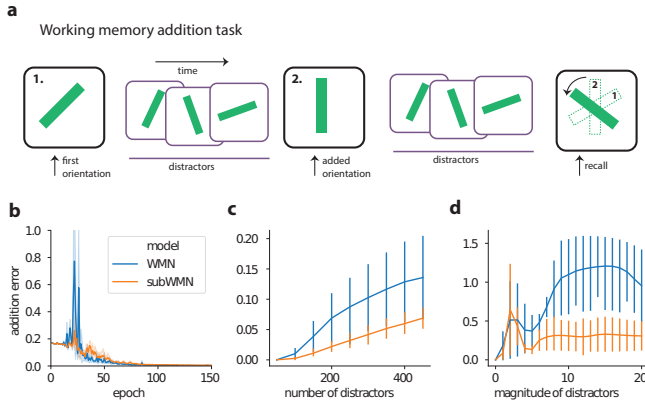 a
Working memory addition task
1.
time
2.
2
1
first
orientation
distractors
added
orientation
distractors
recall
b
c
d
1.0
0.8
0.6
0.4
0.2
0.0
addition error
model
WMN
subWMN
0
50
100
150
epoch
0.20
0.15
0.10
0.05
0.00
200
400
number of distractors
1.5
1.0
0.5
0.0
0
10
20
magnitude of distractors